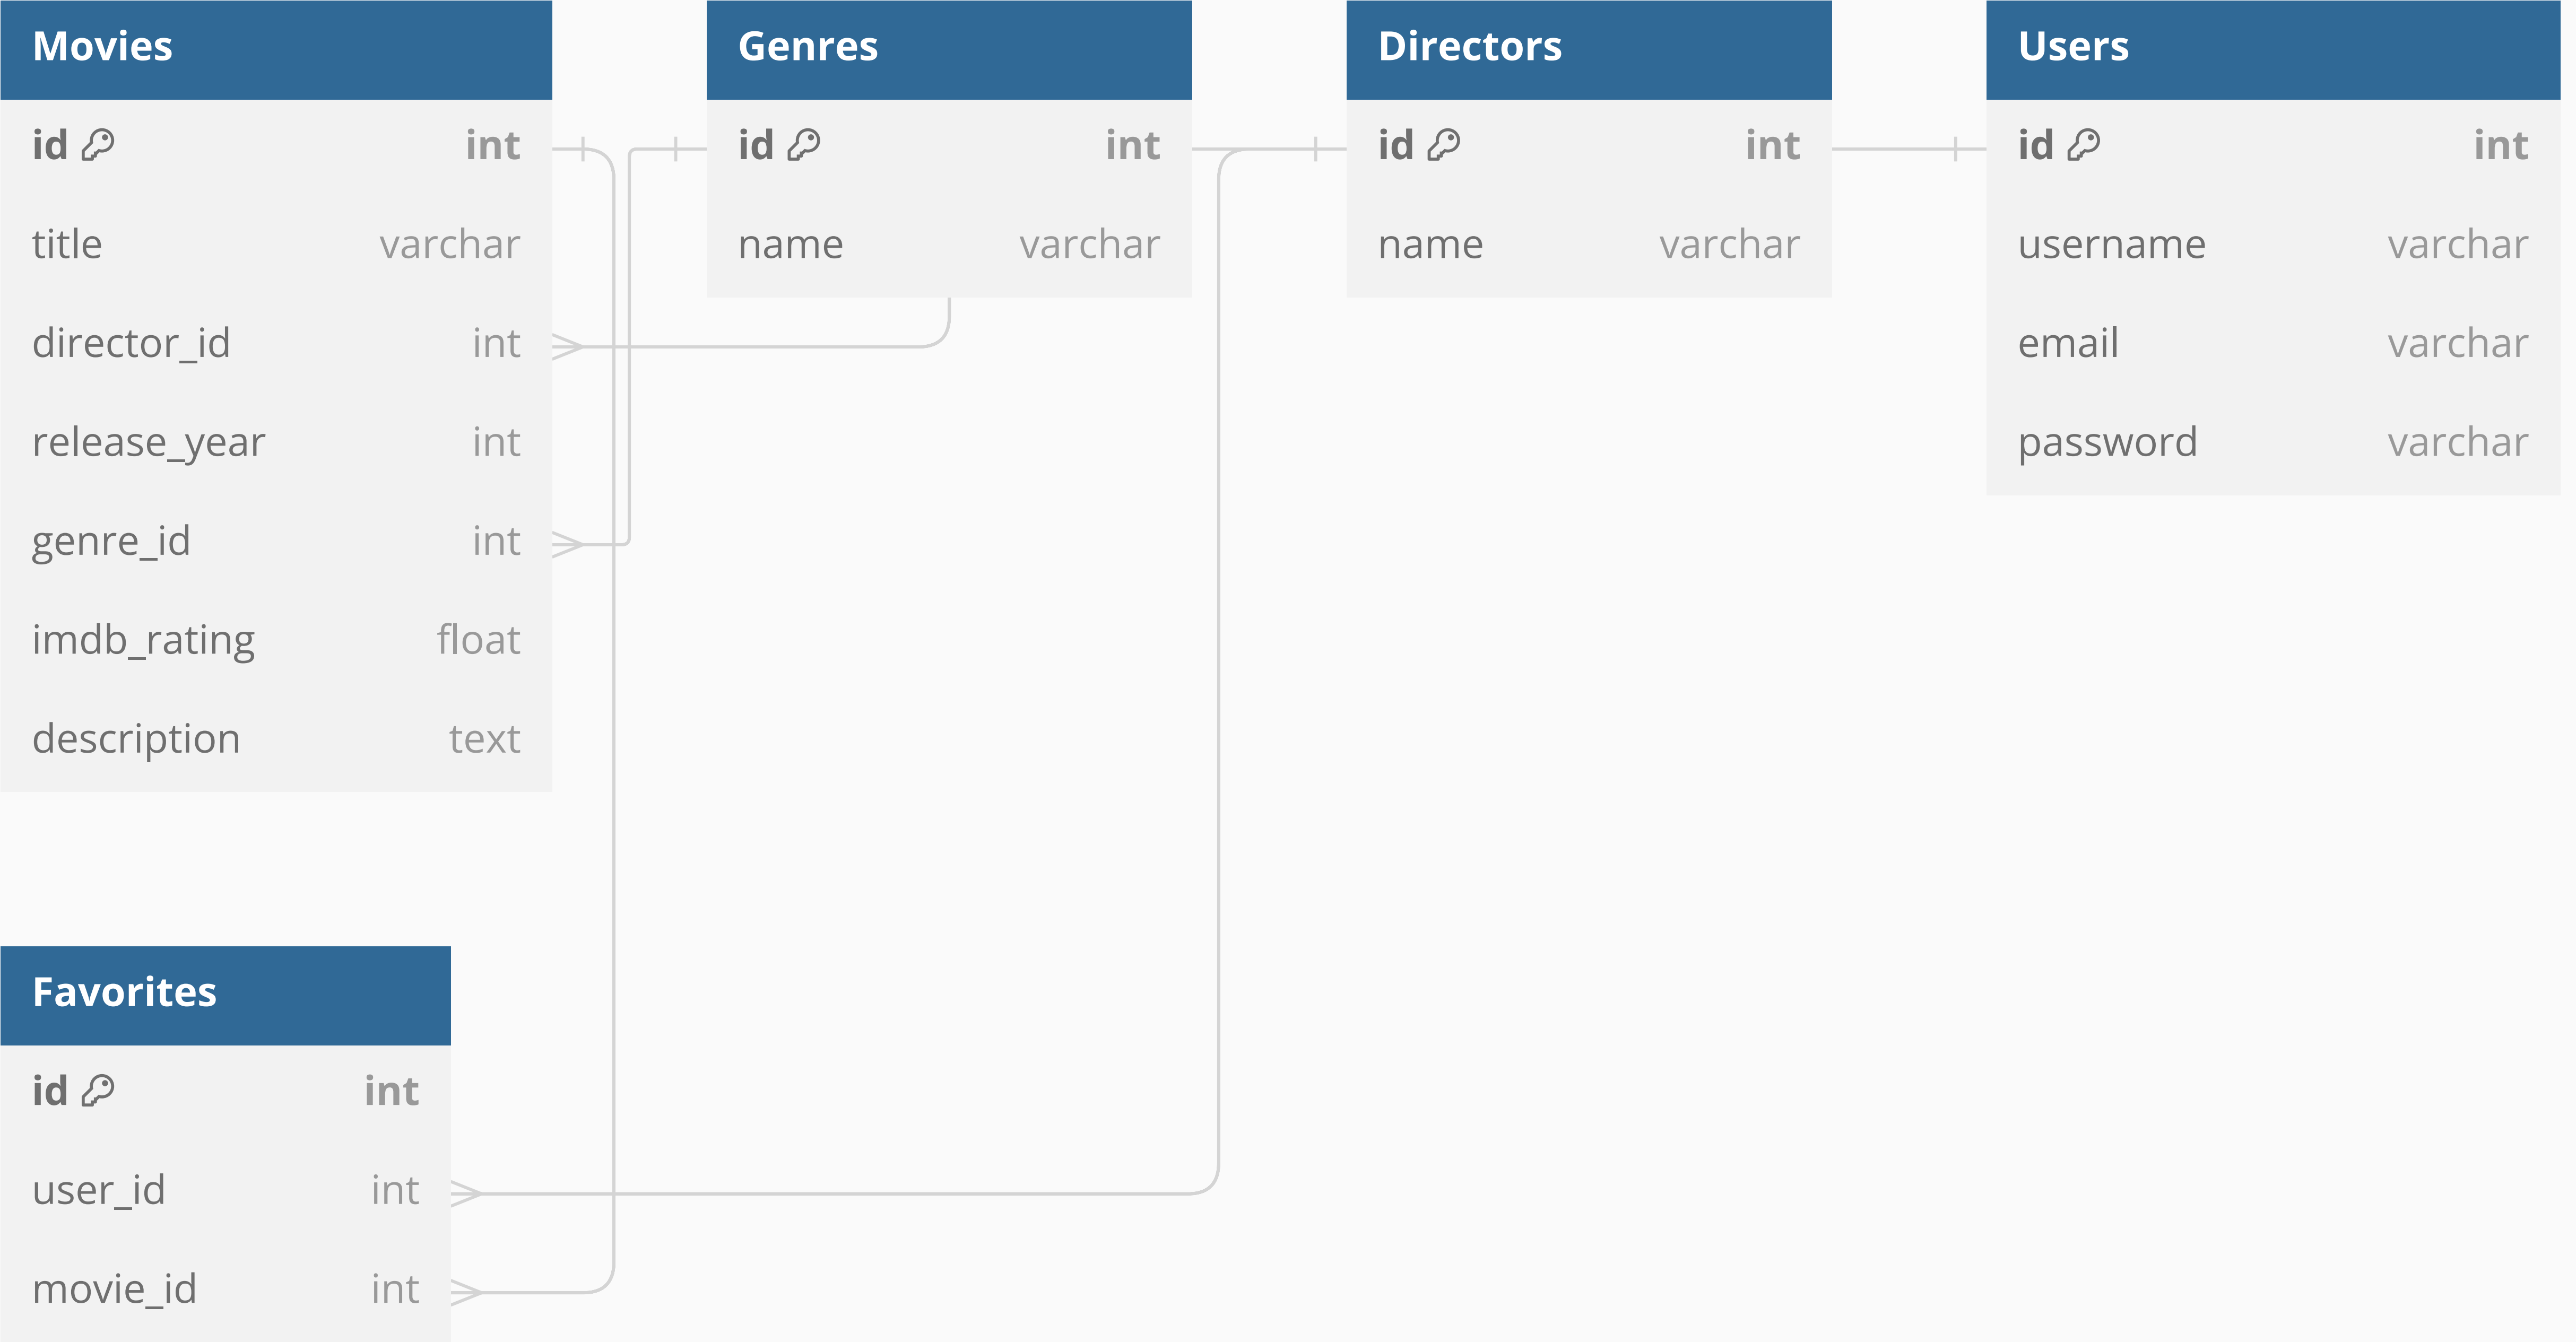 Movies
id int
title varchar
director_id int
release_year int
genre_id int
imdb_rating float
description text
Genres
id int
name varchar
Directors
id int
name varchar
Users
id int
username varchar
email varchar
password varchar
Favorites
id int
user_id int
movie_id int